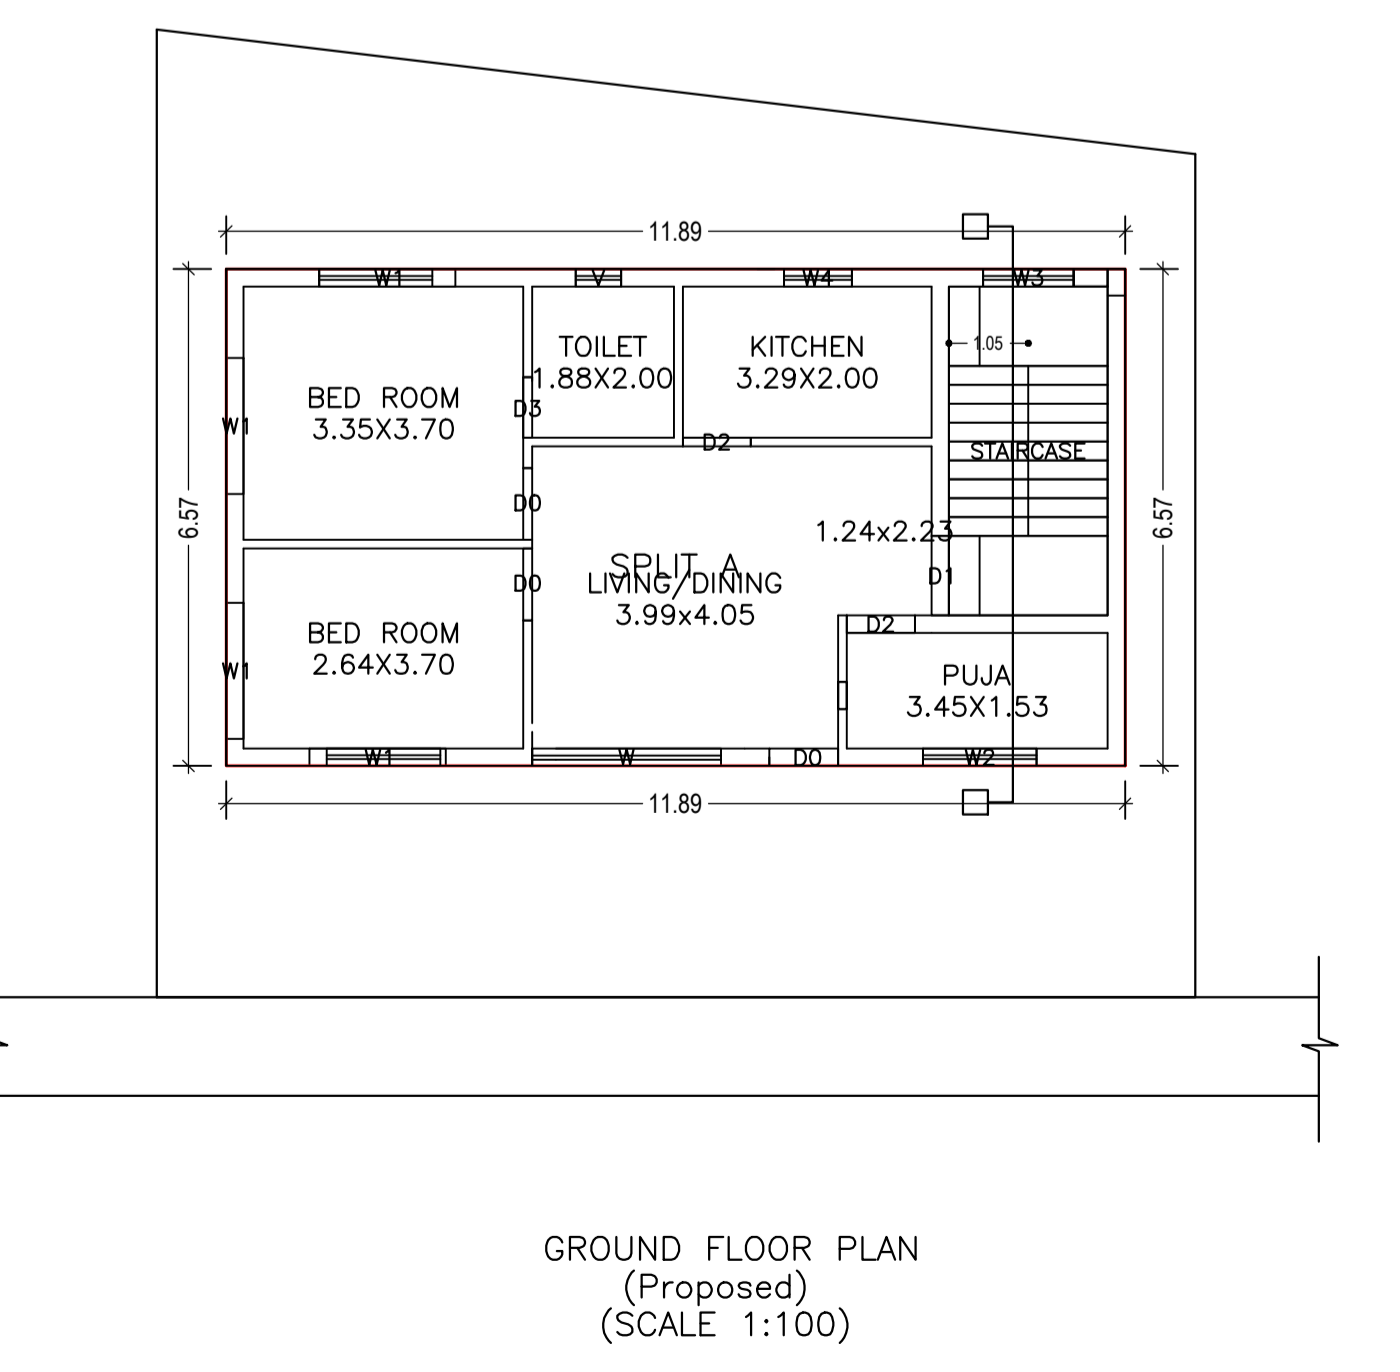 11.89
W1
V
W4
W3
TOILET
1.88X2.00
KITCHEN
3.29X2.00
1.05
BED ROOM
3.35X3.70
D3
W1
D2
STAIRCASE
6.57
D0
1.24x2.23
6.57
SPLIT A
LIVING/DINING
3.99x4.05
D0
D1
BED ROOM
2.64X3.70
D2
W1
PUJA
3.45X1.53
W1
W
D0
W2
11.89
GROUND FLOOR PLAN
(Proposed)
(SCALE 1:100)